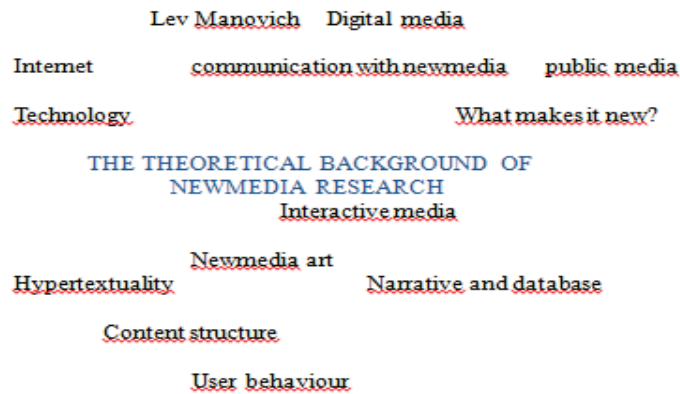 Lev Manovich Digital media
Internet communication with newmedia public media
Technology What makes it new?
THE THEORETICAL BACKGROUND OF
NEWMEDIA RESEARCH
Interactive media
Newmedia art
Hypertextuality Narrative and database
Content structure
User behaviour